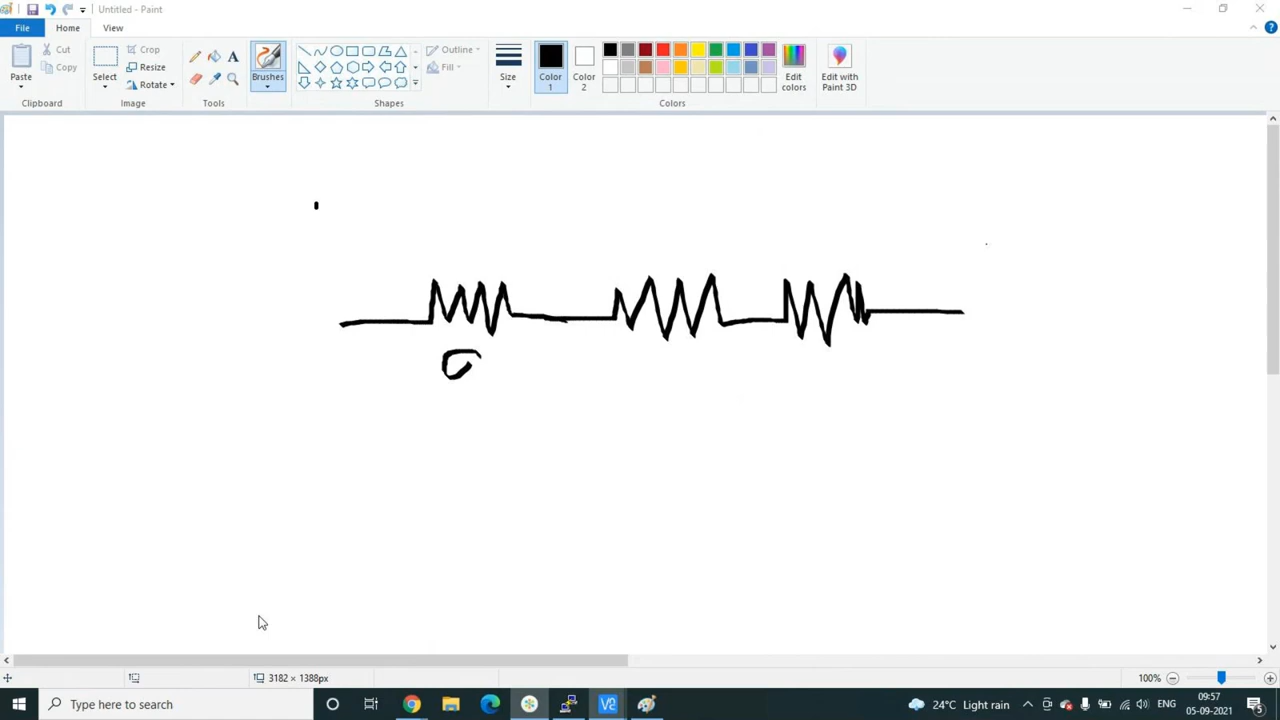 Untitled - Paint
File
Home
View
Paste
Cut
Copy
Clipboard
Select
Crop
Resize
Rotate
Image
Tools
Brushes
Outline
Fill
Shapes
Size
Color
1
Color
2
Edit
colors
Edit with
Paint 3D
Colors
3182 × 1388px
100%
Type here to search
24°C Light rain
ENG
09:57
05-09-2021
5